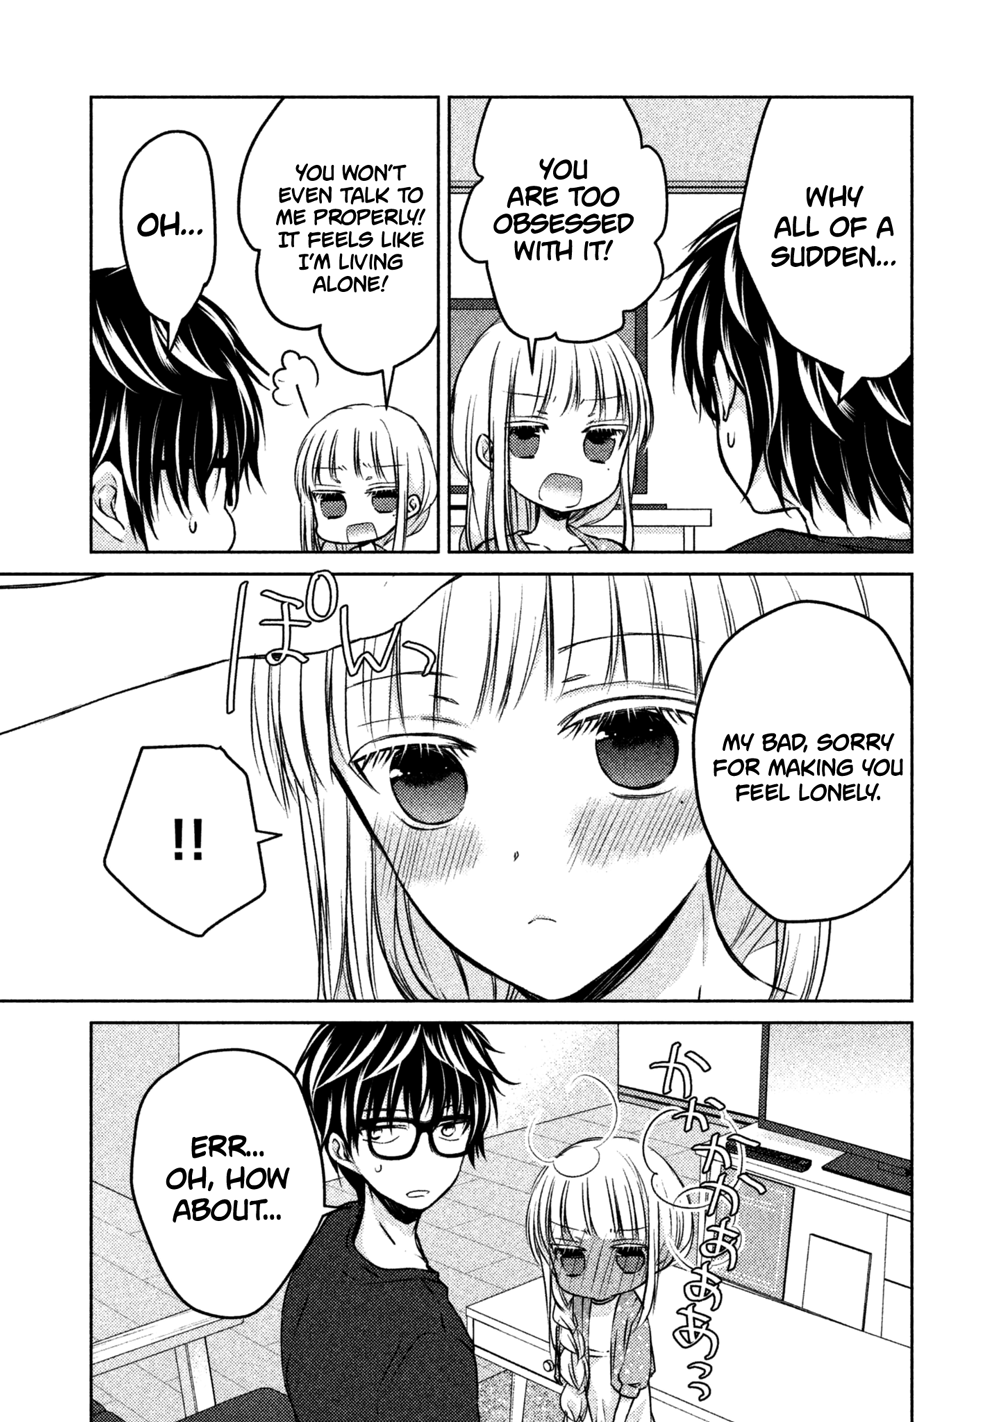 WHY
ALL OF A
SUDDEN...
YOU
ARE TOO
OBSESSED
WITH IT!
YOU WON'T
EVEN TALK TO
ME PROPERLY!
IT FEELS LIKE
I'M LIVING
ALONE!
OH...
MY BAD, SORRY
FOR MAKING YOU
FEEL LONELY.
ぽんっ
!!
ERR...
OH, HOW
ABOUT...
かぁかぁぁぁぁっっ